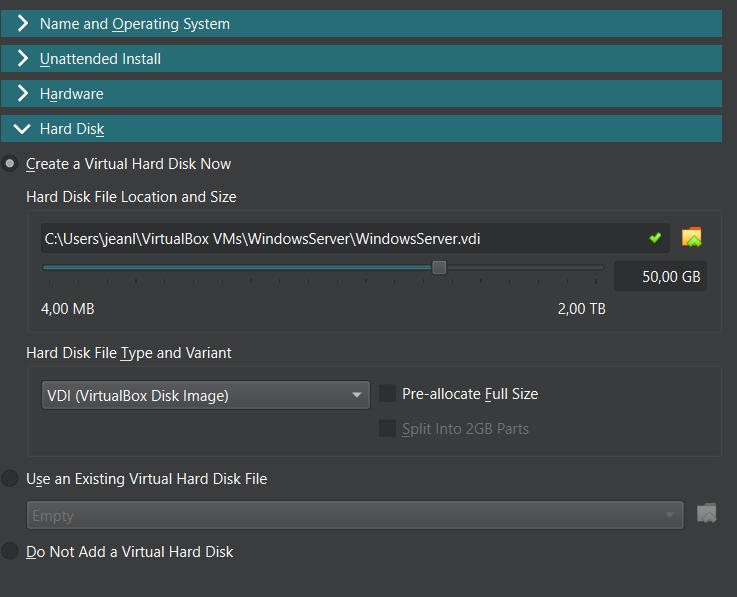 Name and Operating System
Unattended Install
Hardware
Hard Disk
Create a Virtual Hard Disk Now
Hard Disk File Location and Size
C:\Users\jeanl\VirtualBox VMs\WindowsServer\WindowsServer.vdi
50,00 GB
4,00 MB 2,00 TB
Hard Disk File Type and Variant
VDI (VirtualBox Disk Image) Pre-allocate Full Size
Split Into 2GB Parts
Use an Existing Virtual Hard Disk File
Empty
Do Not Add a Virtual Hard Disk